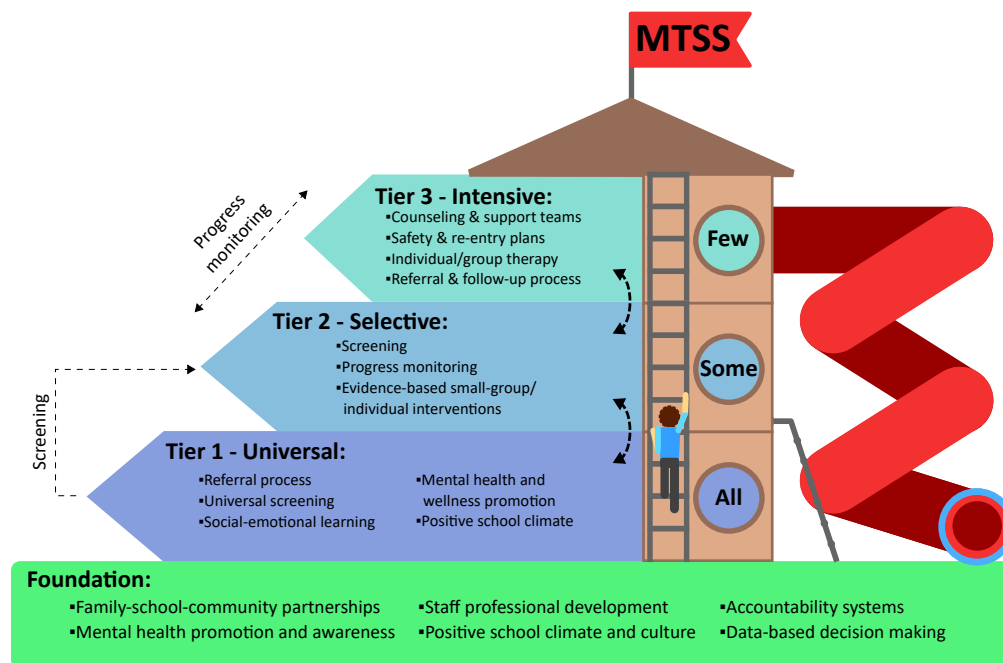 MTSS
Tier 3 - Intensive:
▪Counseling & support teams
▪Safety & re-entry plans
▪Individual/group therapy
▪Referral & follow-up process
Few
Progress
monitoring
Tier 2 - Selective:
▪Screening
▪Progress monitoring
▪Evidence-based small-group/
individual interventions
Some
Screening
Tier 1 - Universal:
▪Referral process
▪Universal screening
▪Social-emotional learning
▪Mental health and
wellness promotion
▪Positive school climate
All
Foundation:
▪Family-school-community partnerships
▪Mental health promotion and awareness
▪Staff professional development
▪Positive school climate and culture
▪Accountability systems
▪Data-based decision making